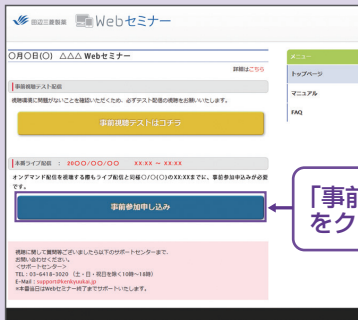 田辺三菱製薬 Webセミナー
〇月〇日(〇) △△△ Webセミナー
詳細はこちら
メニュー
トップページ
マニュアル
FAQ
事前視聴テスト配信
視聴環境に問題がないことを確認いただくため、必ずテスト配信の視聴をお願いいたします。
事前視聴テストはコチラ
本番ライブ配信 : 20〇〇/〇〇/〇〇 XX:XX ～ XX:XX
オンデマンド配信を視聴する際もライブ配信と同様〇/〇(〇)のXX:XXまでに、事前参加申込みが必要
です。
事前参加申し込み
「事前
をク
視聴に関して質問等ございましたら以下のサポートセンターまで、
お問い合わせください。
<サポートセンター>
TEL：03-6418-3020 （土・日・祝日を除く10時～18時）
E-Mail：support@kenkyuukai.jp
※本番当日はWebセミナー終了までサポートいたします。